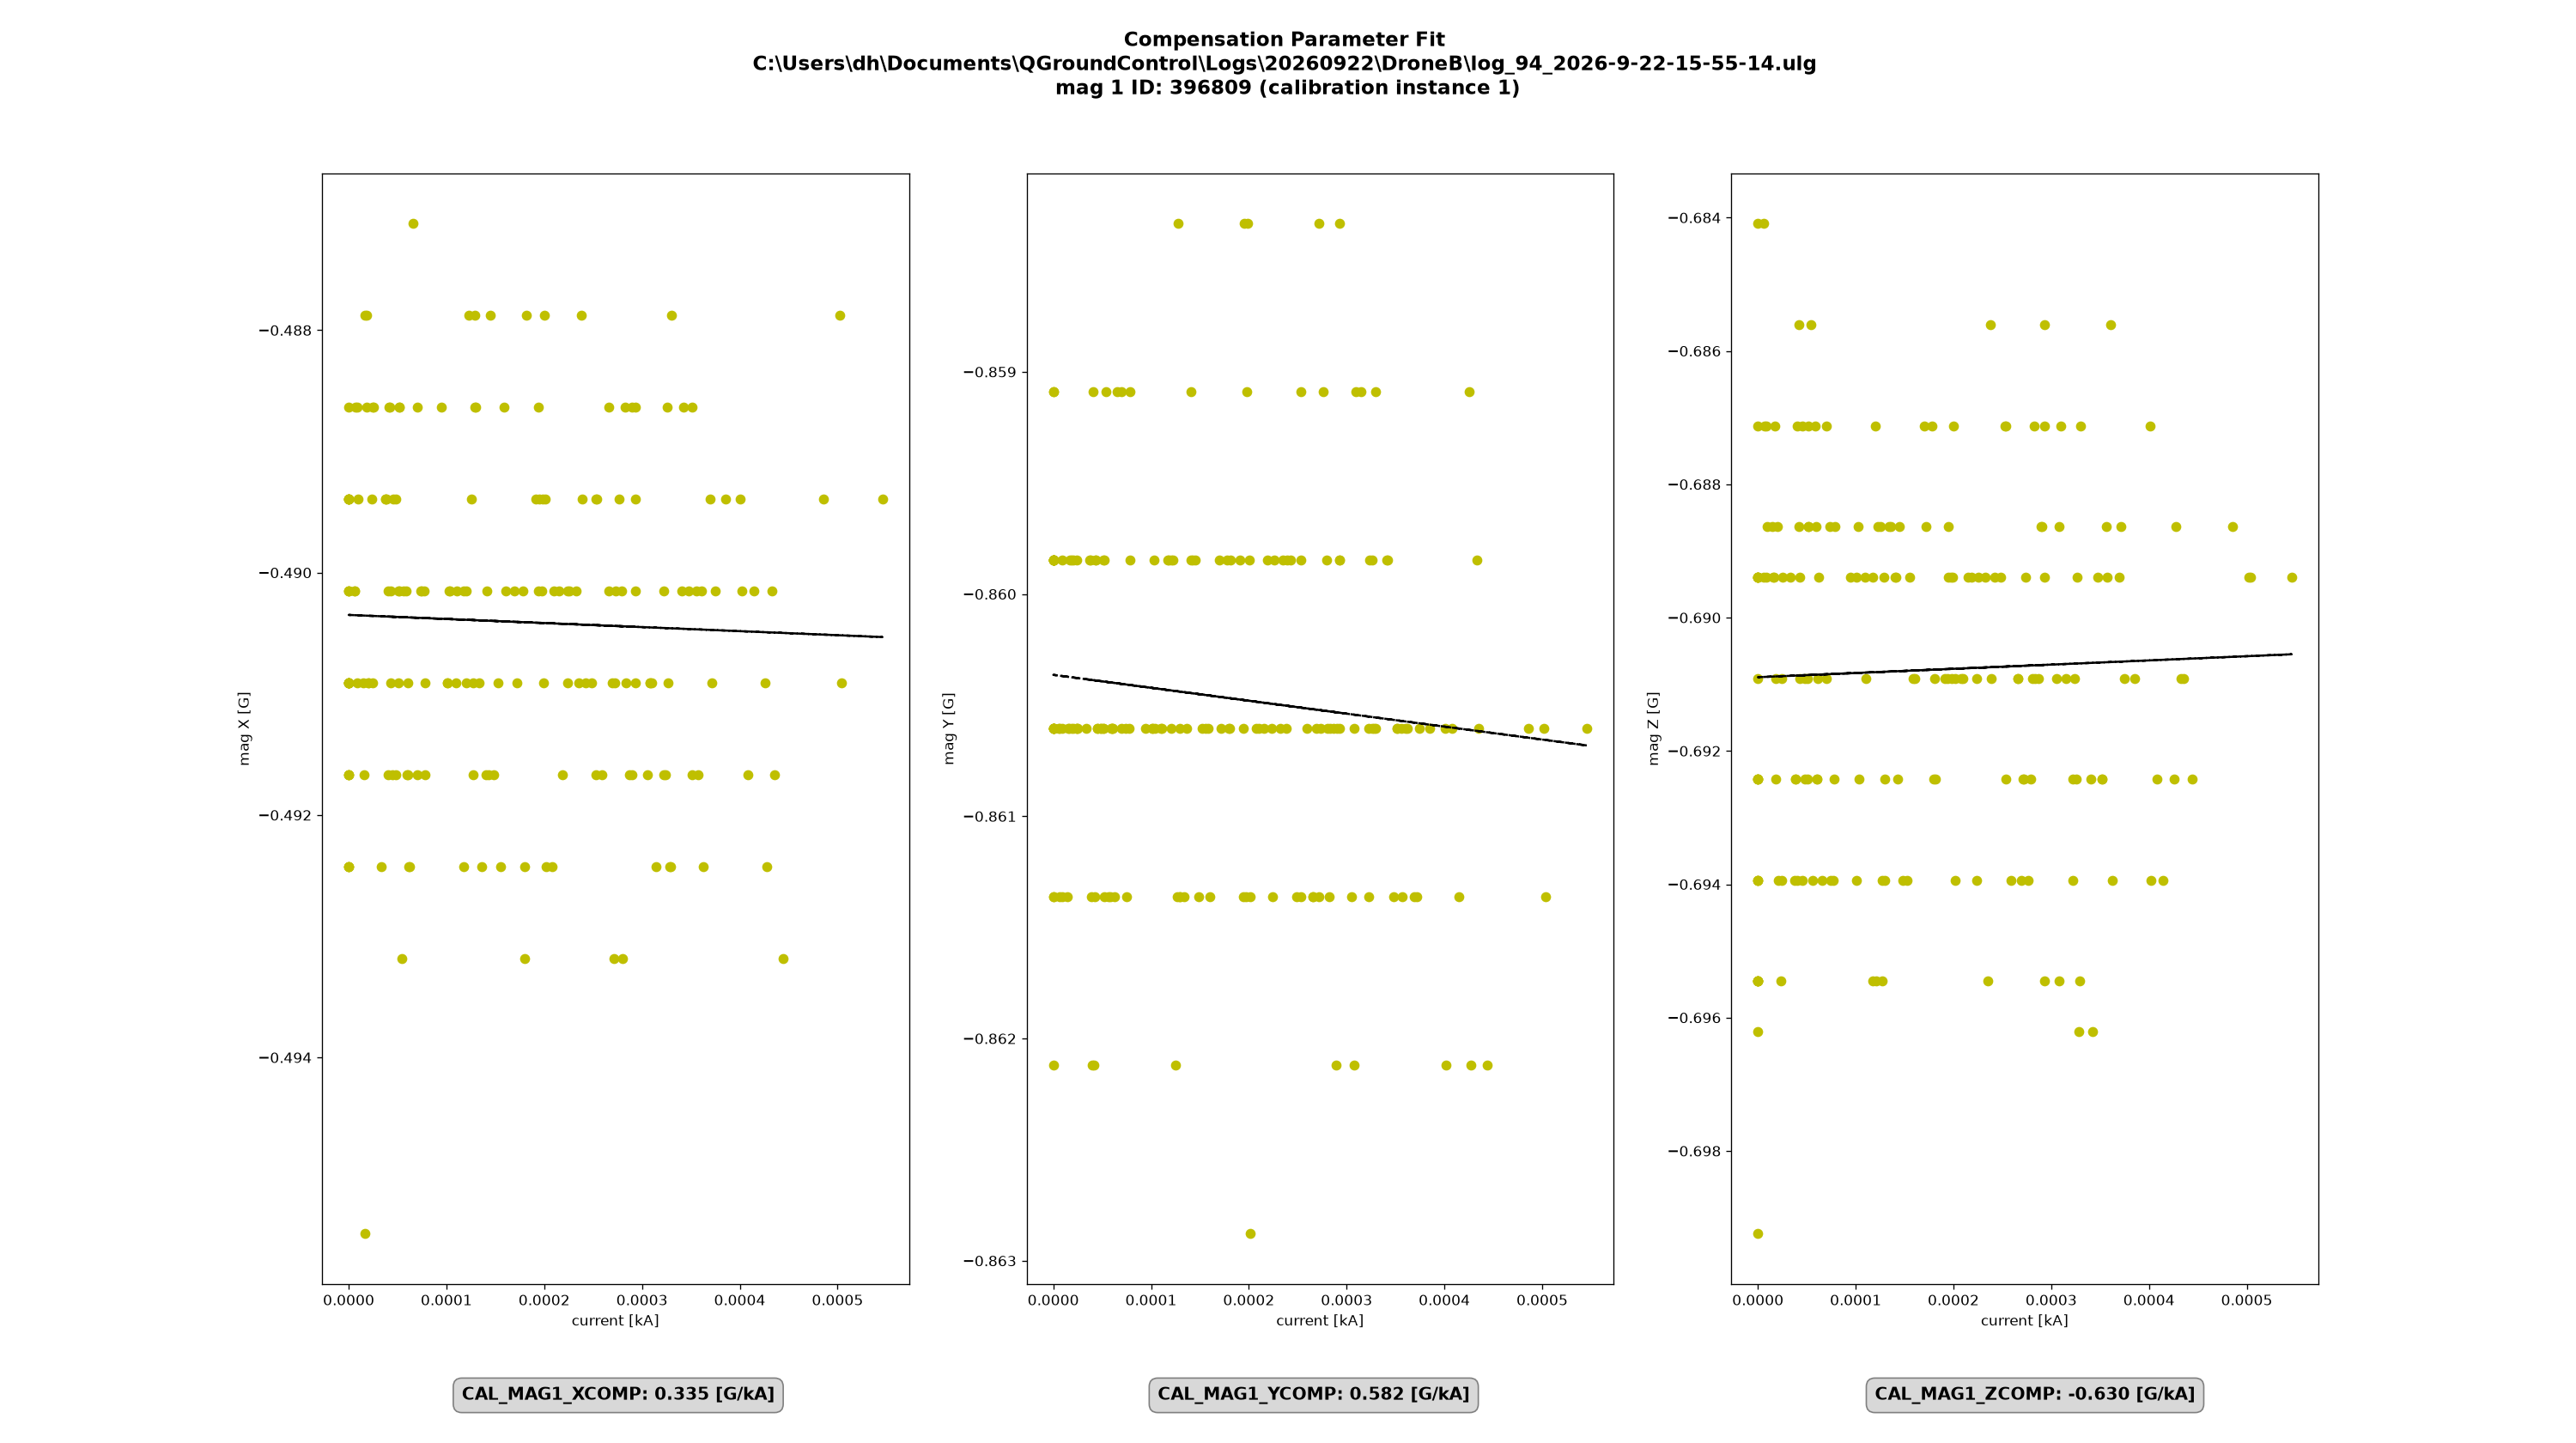 Compensation Parameter Fit
C:\Users\dh\Documents\QGroundControl\Logs\20260922\DroneB\log_94_2026-9-22-15-55-14.ulg
mag 1 ID: 396809 (calibration instance 1)
mag X [G]
−0.488
−0.490
−0.492
−0.494
0.0000 0.0001 0.0002 0.0003 0.0004 0.0005
current [kA]
CAL_MAG1_XCOMP: 0.335 [G/kA]
mag Y [G]
−0.859
−0.860
−0.861
−0.862
−0.863
0.0000 0.0001 0.0002 0.0003 0.0004 0.0005
current [kA]
CAL_MAG1_YCOMP: 0.582 [G/kA]
mag Z [G]
−0.684
−0.686
−0.688
−0.690
−0.692
−0.694
−0.696
−0.698
0.0000 0.0001 0.0002 0.0003 0.0004 0.0005
current [kA]
CAL_MAG1_ZCOMP: -0.630 [G/kA]